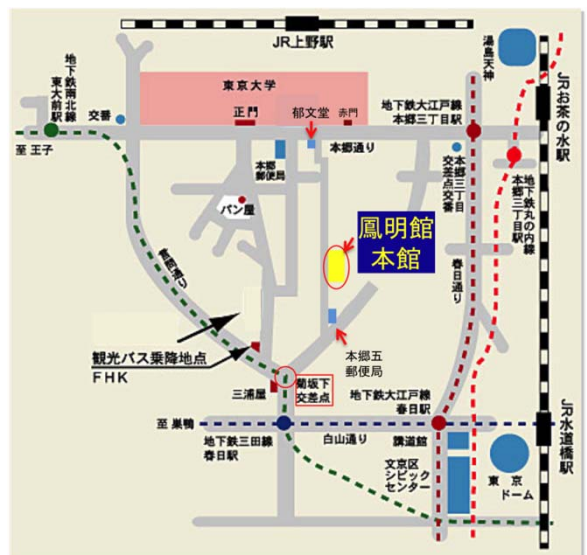 JR上野駅
湯島天神
東京大学
正門
赤門
郁文堂
地下鉄南北線
東大前駅
交番
至 王子
地下鉄大江戸線
本郷三丁目駅
JRお茶の水駅
本郷
郵便局
本郷通り
本郷三丁目
交差点交番
地下鉄丸の内線
本郷三丁目駅
パン屋
鳳明館
本館
言問通り
春日通り
観光バス乗降地点
FHK
本郷五
郵便局
三浦屋
菊坂下
交差点
地下鉄大江戸線
春日駅
至 巣鴨
地下鉄三田線
春日駅
白山通り
講道館
文京区
シビック
センター
東京
ドーム
JR水道橋駅